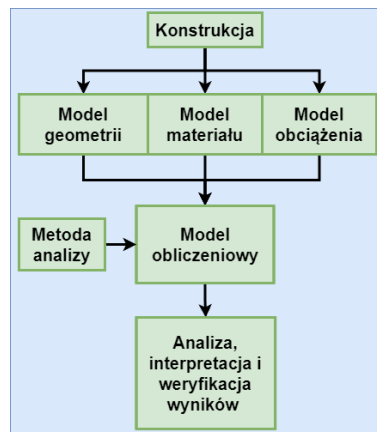 Konstrukcja
Model
geometrii
Model
materiału
Model
obciążenia
Metoda
analizy
Model
obliczeniowy
Analiza,
interpretacja i
weryfikacja
wyników